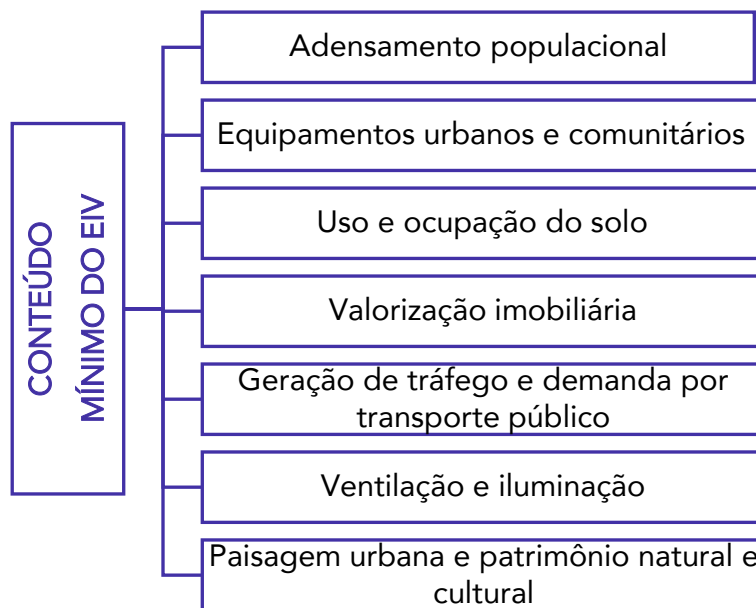 CONTEÚDO
MÍNIMO DO EIV
Adensamento populacional
Equipamentos urbanos e comunitários
Uso e ocupação do solo
Valorização imobiliária
Geração de tráfego e demanda por
transporte público
Ventilação e iluminação
Paisagem urbana e patrimônio natural e
cultural